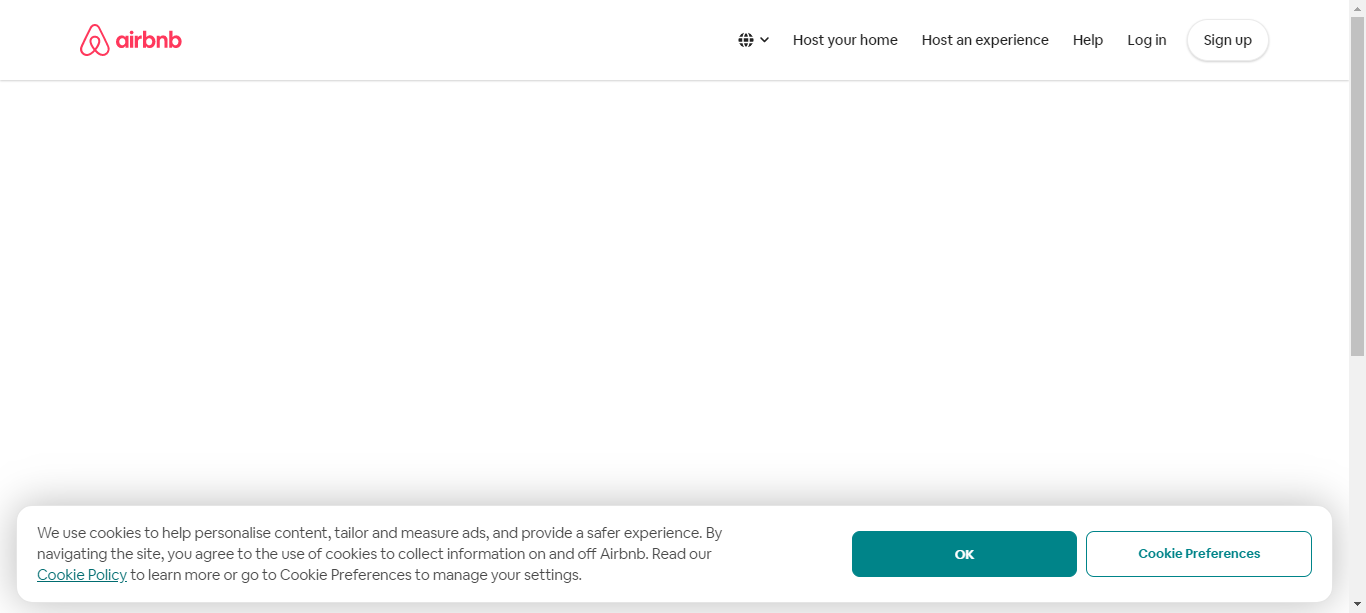 airbnb
Host your home
Host an experience
Help
Log in
Sign up
We use cookies to help personalise content, tailor and measure ads, and provide a safer experience. By
navigating the site, you agree to the use of cookies to collect information on and off Airbnb. Read our
Cookie Policy to learn more or go to Cookie Preferences to manage your settings.
OK
Cookie Preferences